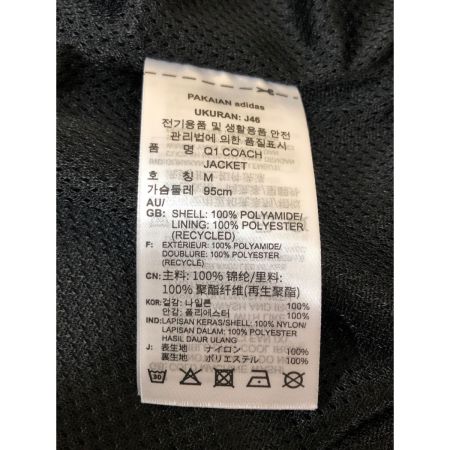 PAKAIAN adidas
UKURAN: J46
전기용품 및 생활용품 안전
관리법에 의한 품질표시
품 명 Q1 COACH
JACKET
호 칭 M
가슴둘레 95cm
AU/
GB: SHELL: 100% POLYAMIDE/
LINING: 100% POLYESTER
(RECYCLED)
F: EXTÉRIEUR: 100% POLYAMIDE/
DOUBLURE: 100% POLYESTER
(RECYCLÉ)
CN: 主料: 100% 锦纶/里料:
100% 聚酯纤维(再生聚酯)
KOR: 겉감: 나일론 100%
안감: 폴리에스터 100%
IND: LAPISAN KERAS/SHELL: 100% NYLON/
LAPISAN DALAM: 100% POLYESTER
HASIL DAUR ULANG
J: 表生地 ナイロン 100%
裏生地 ポリエステル 100%
30